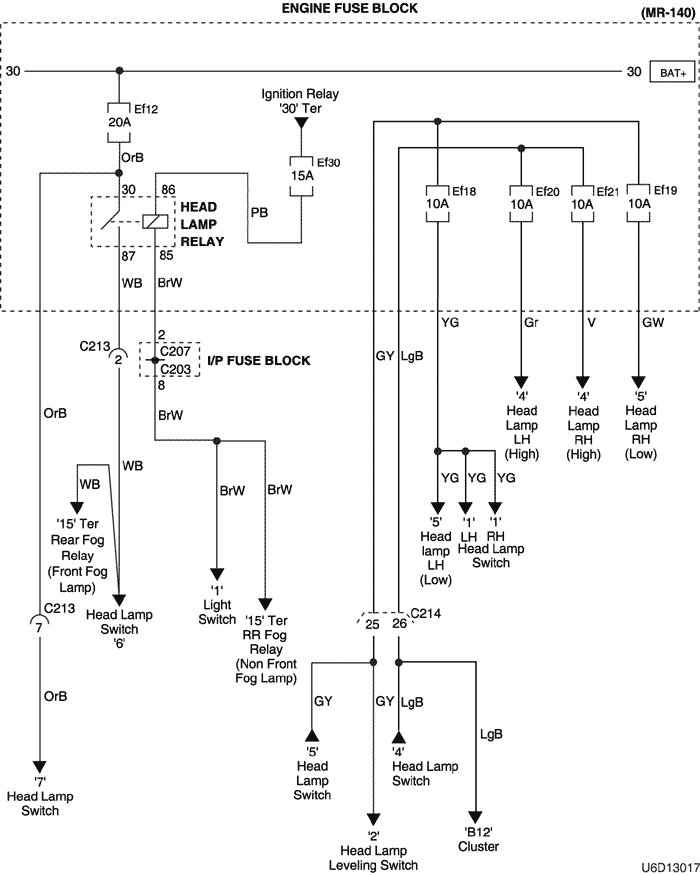 ENGINE FUSE BLOCK
(MR-140)
30
30
BAT+
Ef12
20A
OrB
Ignition Relay
'30' Ter
Ef30
15A
30
86
PB
HEAD
LAMP
RELAY
87
85
WB
BrW
Ef18
10A
Ef20
10A
Ef21
10A
Ef19
10A
YG
Gr
V
GW
C213
2
2
C207
C203
8
I/P FUSE BLOCK
GY
LgB
OrB
BrW
WB
WB
BrW
BrW
'4'
Head
Lamp
LH
(High)
'4'
Head
Lamp
RH
(High)
'5'
Head
Lamp
RH
(Low)
YG
YG
YG
'5'
Head
lamp
LH
(Low)
'1'
LH
'1'
RH
Head Lamp
Switch
'15' Ter
Rear Fog
Relay
(Front Fog
Lamp)
Head Lamp
Switch
'6'
'1'
Light
Switch
'15' Ter
RR Fog
Relay
(Non Front
Fog Lamp)
C213
7
C214
25
26
OrB
GY
GY
LgB
LgB
'7'
Head Lamp
Switch
'5'
Head
Lamp
Switch
'4'
Head Lamp
Switch
'2'
Head Lamp
Leveling Switch
'B12'
Cluster
U6D13017